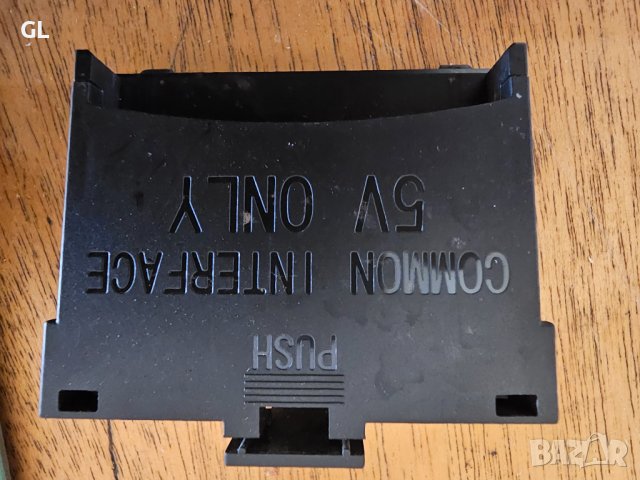 GL
COMMON INTERFACE
5V ONLY
PUSH
BAZAR